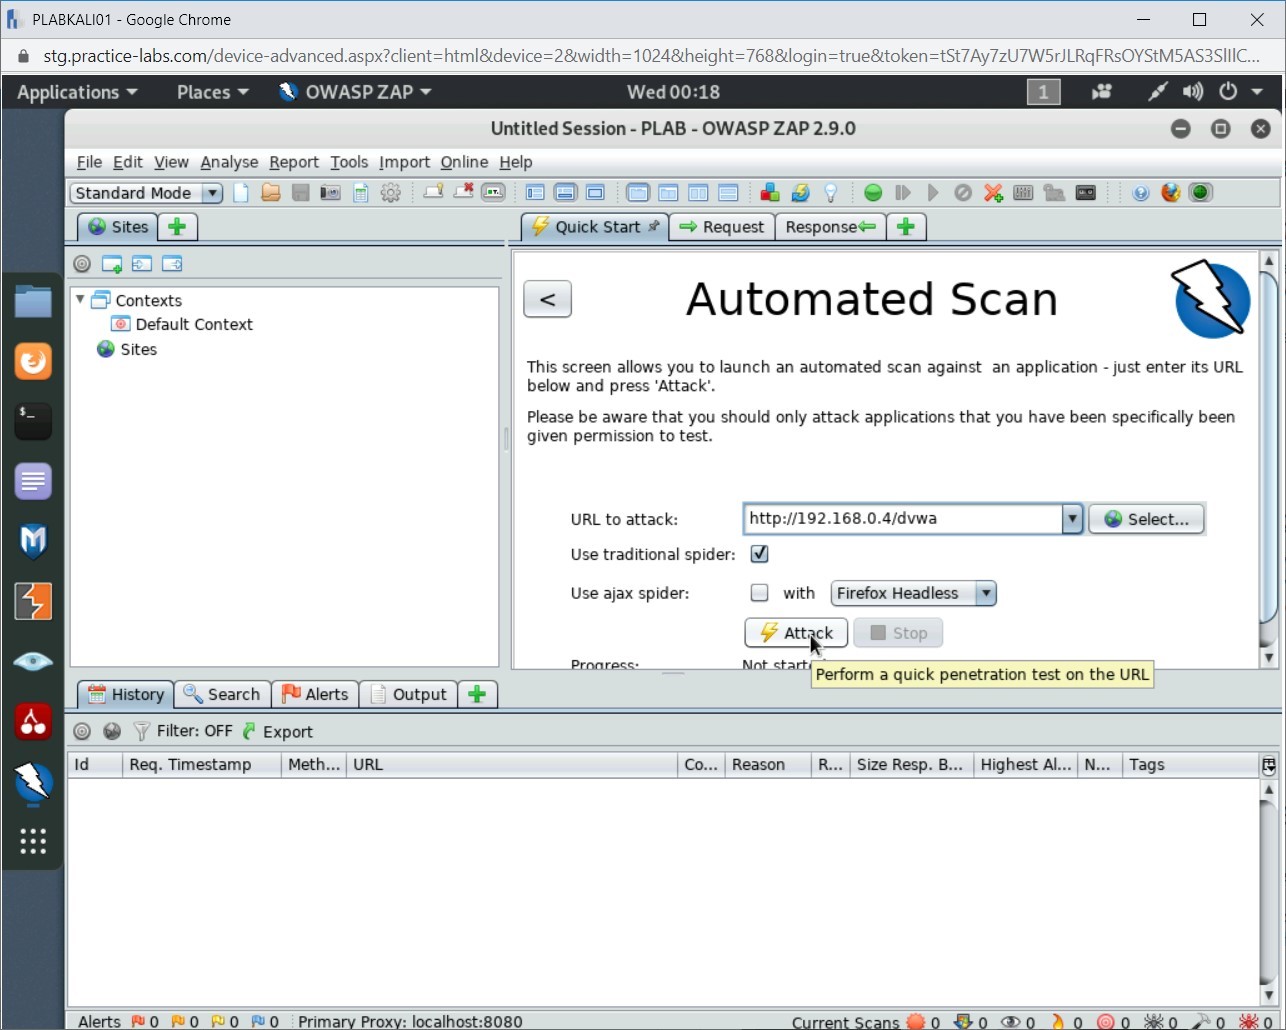 PLABKALI01 - Google Chrome
stg.practice-labs.com/device-advanced.aspx?client=html&device=2&width=1024&height=768&login=true&token=tSt7Ay7zU7W5rJLRqFRsOYStM5AS3SlIlC...
Applications Places OWASP ZAP Wed 00:18 1
Untitled Session - PLAB - OWASP ZAP 2.9.0
File Edit View Analyse Report Tools Import Online Help
Standard Mode
Sites Quick Start Request Response
Contexts
Default Context
Sites
< Automated Scan
This screen allows you to launch an automated scan against an application - just enter its URL
below and press 'Attack'.
Please be aware that you should only attack applications that you have been specifically been
given permission to test.
URL to attack: http://192.168.0.4/dvwa Select...
Use traditional spider:
Use ajax spider: with Firefox Headless
Attack Stop
Progress: Not started
Perform a quick penetration test on the URL
History Search Alerts Output
Filter: OFF Export
Id Req. Timestamp Meth... URL Co... Reason R... Size Resp. B... Highest Al... N... Tags
Alerts 0 0 0 0 Primary Proxy: localhost:8080 Current Scans 0 0 0 0 0 0 0 0